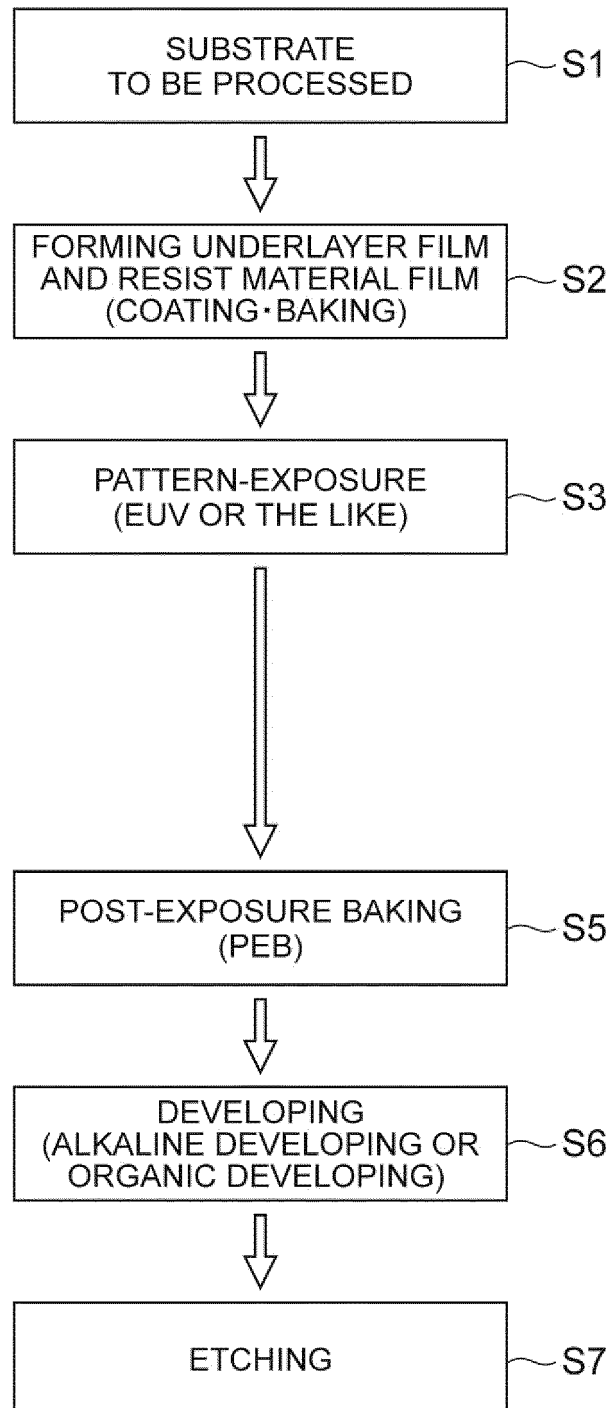 SUBSTRATE
TO BE PROCESSED
S1
FORMING UNDERLAYER FILM
AND RESIST MATERIAL FILM
(COATING・BAKING)
S2
PATTERN-EXPOSURE
(EUV OR THE LIKE)
S3
POST-EXPOSURE BAKING
(PEB)
S5
DEVELOPING
(ALKALINE DEVELOPING OR
ORGANIC DEVELOPING)
S6
ETCHING
S7